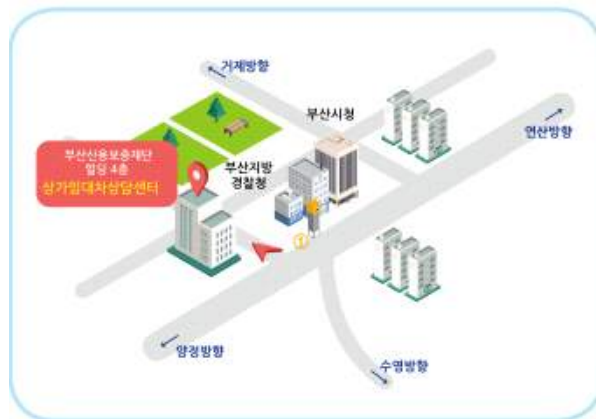 거제방향
부산시청
연산방향
부산신용보증재단
빌딩 4층
상가임대차상담센터
부산지방
경찰청
①
양정방향
수영방향